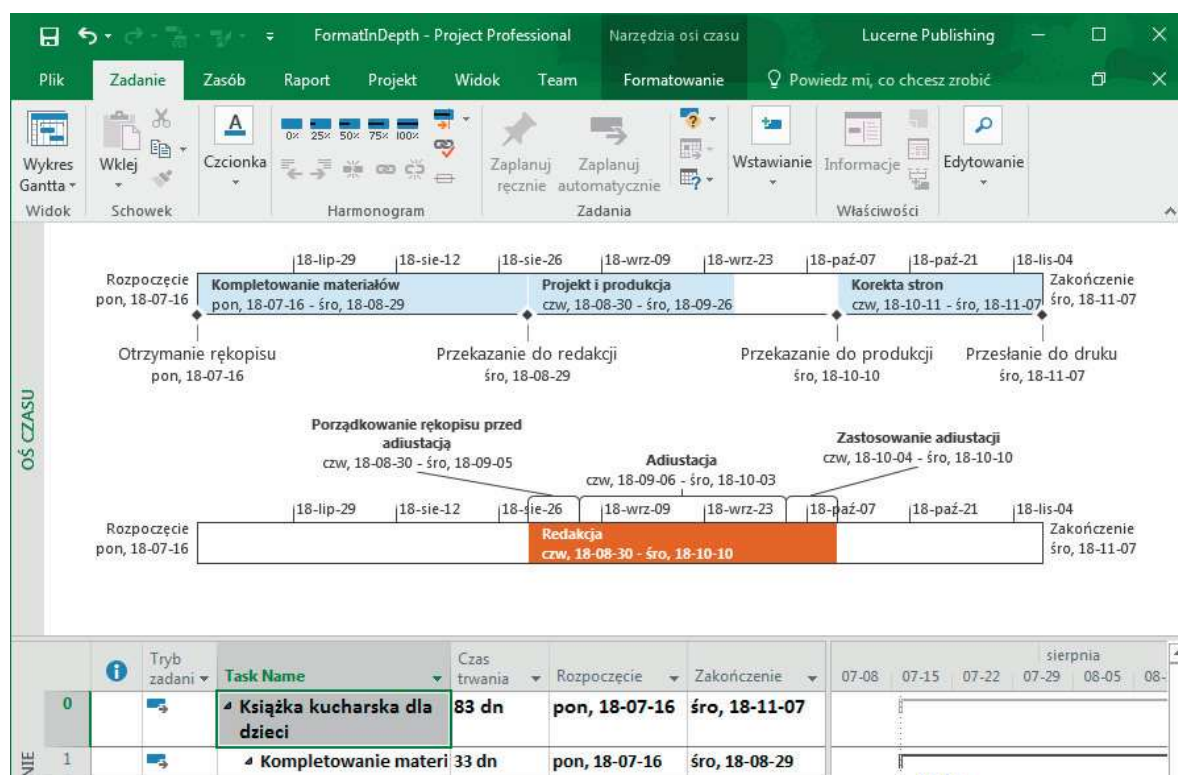 FormatInDepth - Project Professional
Narzędzia osi czasu
Lucerne Publishing
Plik Zadanie Zasób Raport Projekt Widok Team Formatowanie Powiedz mi, co chcesz zrobić
0% 25% 50% 75% 100%
Wykres Gantta
Wklej
Czcionka
Zaplanuj ręcznie
Zaplanuj automatycznie
Wstawianie
Informacje
Edytowanie
Widok Schowek Harmonogram Zadania Właściwości
OŚ CZASU
18-lip-29 18-sie-12 18-sie-26 18-wrz-09 18-wrz-23 18-paź-07 18-paź-21 18-lis-04
Rozpoczęcie
pon, 18-07-16
Kompletowanie materiałów
pon, 18-07-16 - śro, 18-08-29
Projekt i produkcja
czw, 18-08-30 - śro, 18-09-26
Korekta stron
czw, 18-10-11 - śro, 18-11-07
Zakończenie
śro, 18-11-07
Otrzymanie rękopisu
pon, 18-07-16
Przekazanie do redakcji
śro, 18-08-29
Przekazanie do produkcji
śro, 18-10-10
Przesłanie do druku
śro, 18-11-07
Porządkowanie rękopisu przed
adiustacją
czw, 18-08-30 - śro, 18-09-05
Adiustacja
czw, 18-09-06 - śro, 18-10-03
Zastosowanie adiustacji
czw, 18-10-04 - śro, 18-10-10
18-lip-29 18-sie-12 18-sie-26 18-wrz-09 18-wrz-23 18-paź-07 18-paź-21 18-lis-04
Rozpoczęcie
pon, 18-07-16
Redakcja
czw, 18-08-30 - śro, 18-10-10
Zakończenie
śro, 18-11-07
Tryb
zadani
Task Name
Czas
trwania
Rozpoczęcie
Zakończenie
sierpnia
07-08 07-15 07-22 07-29 08-05 08-
0 Książka kucharska dla
dzieci
83 dn pon, 18-07-16 śro, 18-11-07
1 Kompletowanie materi 33 dn pon, 18-07-16 śro, 18-08-29
NIE